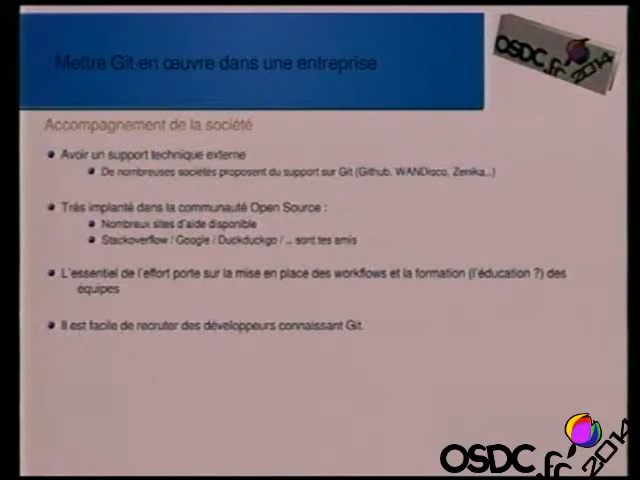 Mettre Git en œuvre dans une entreprise
OSDC.fr 2014
Accompagnement de la société
Avoir un support technique externe
De nombreuses sociétés proposent du support sur Git (Github, WANDisco, Zenika...)
Très implanté dans la communauté Open Source :
Nombreux sites d'aide disponible
Stackoverflow / Google / Duckduckgo / ... sont tes amis
L'essentiel de l'effort porte sur la mise en place des workflows et la formation (l'éducation ?) des
équipes
Il est facile de recruter des développeurs connaissant Git.
OSDC.fr 2014